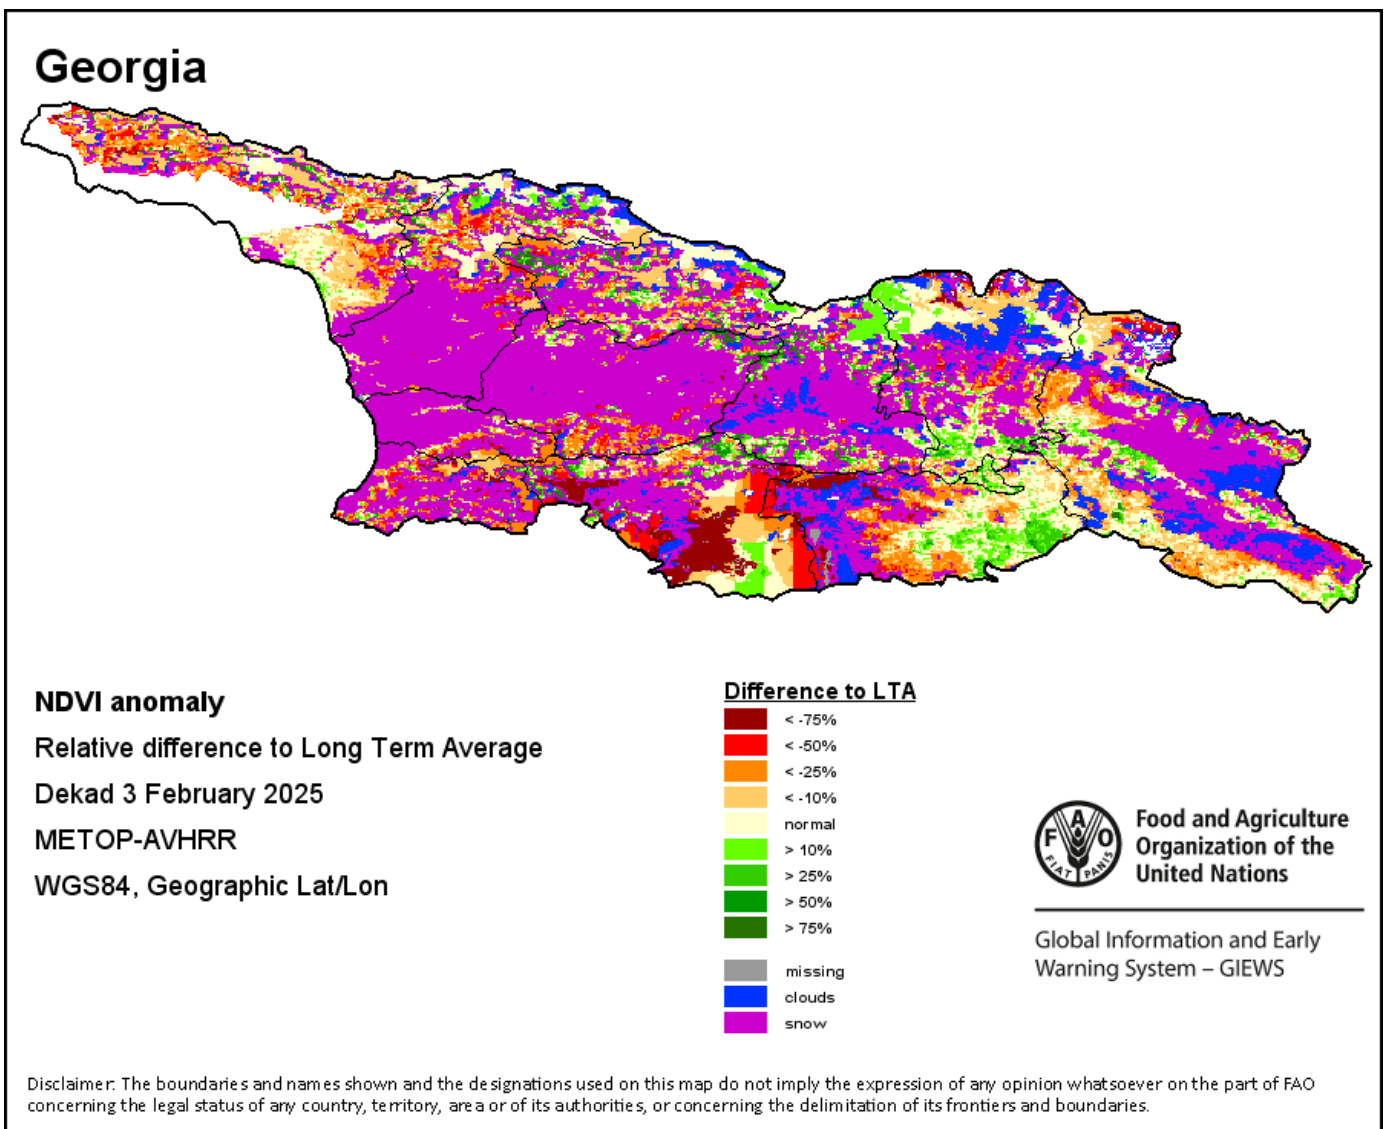 Georgia
NDVI anomaly
Relative difference to Long Term Average
Dekad 3 February 2025
METOP-AVHRR
WGS84, Geographic Lat/Lon
Difference to LTA
< -75%
< -50%
< -25%
< -10%
normal
> 10%
> 25%
> 50%
> 75%
missing
clouds
snow
F A O
FIAT PANIS
Food and Agriculture
Organization of the
United Nations
Global Information and Early
Warning System – GIEWS
Disclaimer: The boundaries and names shown and the designations used on this map do not imply the expression of any opinion whatsoever on the part of FAO
concerning the legal status of any country, territory, area or of its authorities, or concerning the delimitation of its frontiers and boundaries.